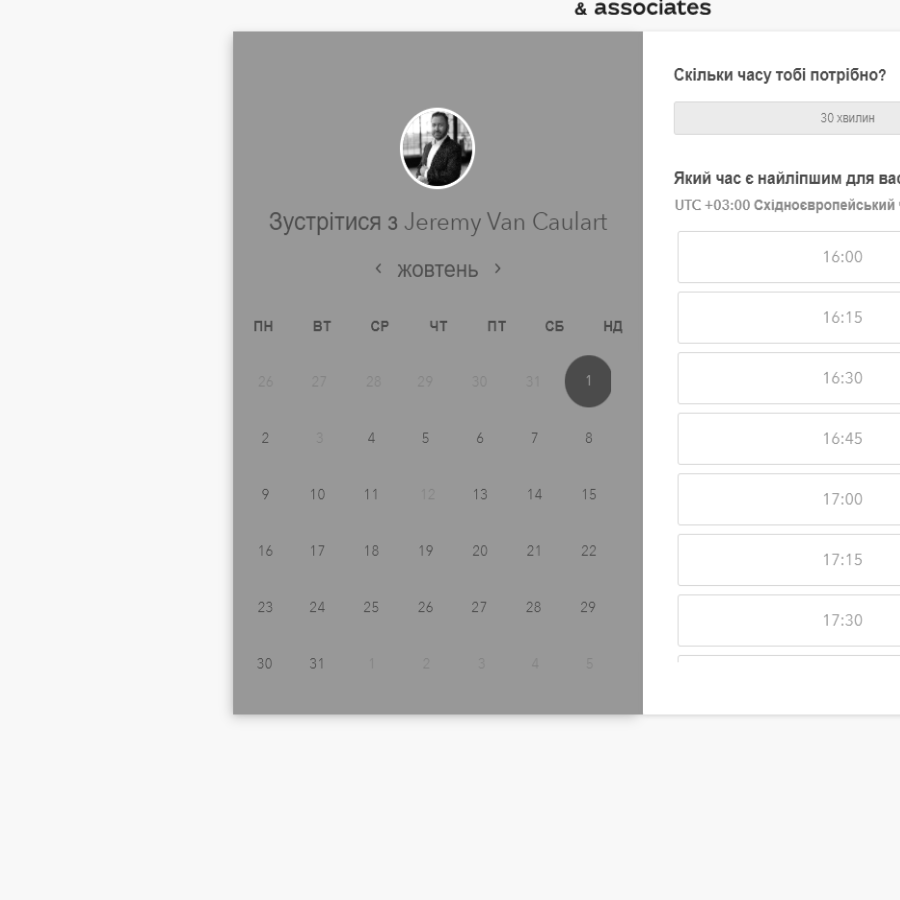 & associates
Зустрітися з Jeremy Van Caulart
‹ жовтень ›
ПН ВТ СР ЧТ ПТ СБ НД
26 27 28 29 30 31 1
2 3 4 5 6 7 8
9 10 11 12 13 14 15
16 17 18 19 20 21 22
23 24 25 26 27 28 29
30 31 1 2 3 4 5
Скільки часу тобі потрібно?
30 хвилин
Який час є найліпшим для вас
UTC +03:00 Східноєвропейський
16:00
16:15
16:30
16:45
17:00
17:15
17:30